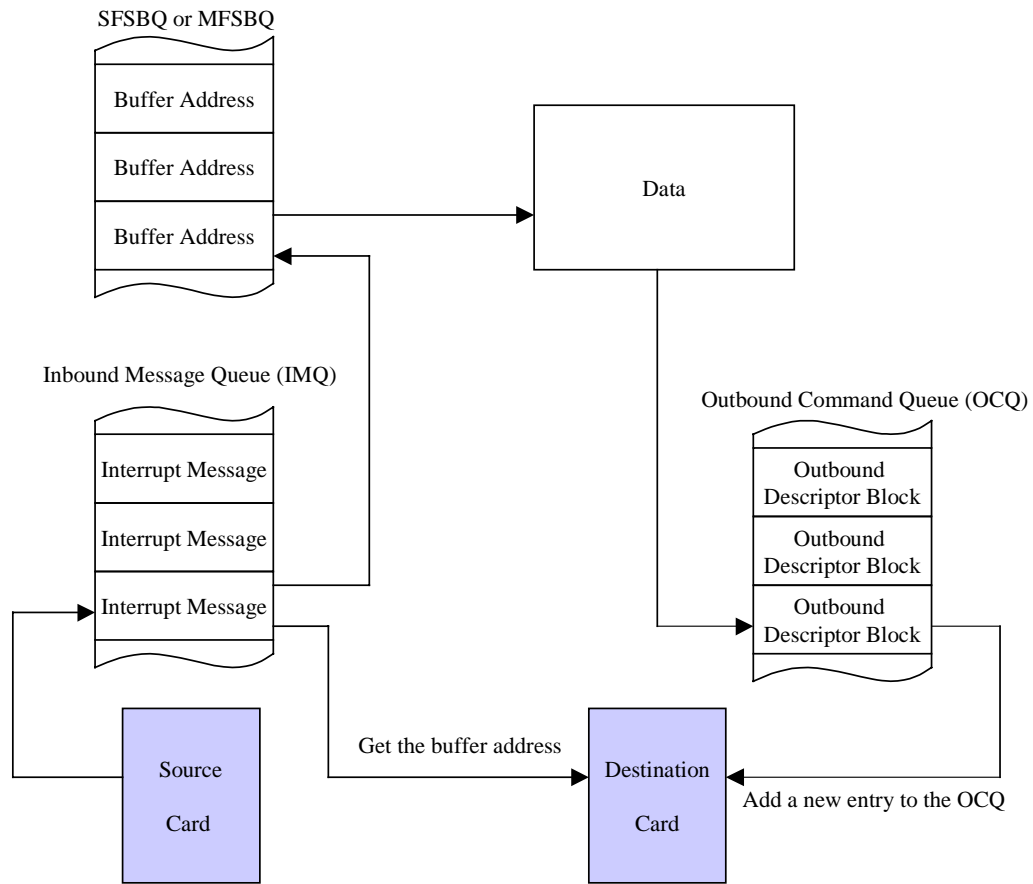 SFSBQ or MFSBQ
Buffer Address
Buffer Address
Buffer Address
Data
Inbound Message Queue (IMQ)
Interrupt Message
Interrupt Message
Interrupt Message
Outbound Command Queue (OCQ)
Outbound
Descriptor Block
Outbound
Descriptor Block
Outbound
Descriptor Block
Source
Card
Get the buffer address
Destination
Card
Add a new entry to the OCQ